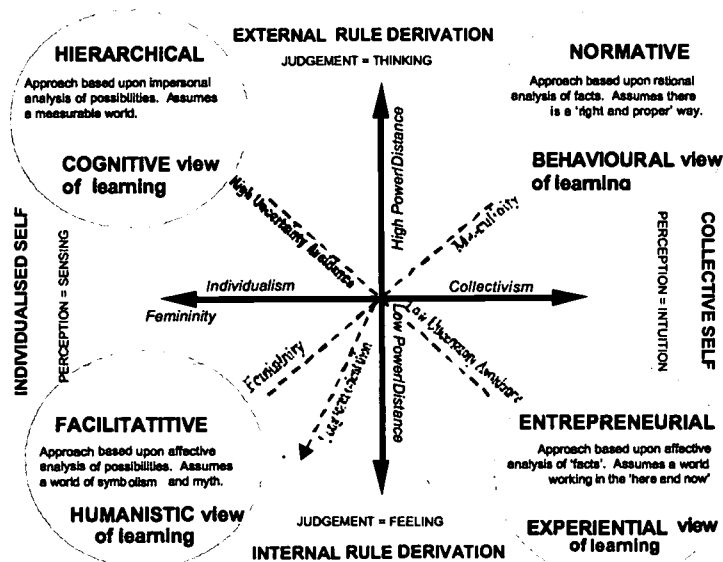 EXTERNAL RULE DERIVATION
JUDGEMENT = THINKING
HIERARCHICAL
Approach based upon impersonal
analysis of possibilities. Assumes
a measurable world.
COGNITIVE view
of learning
NORMATIVE
Approach based upon rational
analysis of facts. Assumes there
is a 'right and proper' way.
BEHAVIOURAL view
of learning
High Uncertainty Avoidance
High Power/Distance
Masculinity
INDIVIDUALISED SELF
PERCEPTION = SENSING
Individualism
Femininity
Collectivism
PERCEPTION = INTUITION
COLLECTIVE SELF
Femininity
Low Power/Distance
Low Uncertainty Avoidance
FACILITATITIVE
Approach based upon affective
analysis of possibilities. Assumes
a world of symbolism and myth.
HUMANISTIC view
of learning
ENTREPRENEURIAL
Approach based upon affective
analysis of 'facts'. Assumes a world
working in the 'here and now'
EXPERIENTIAL view
of learning
JUDGEMENT = FEELING
INTERNAL RULE DERIVATION